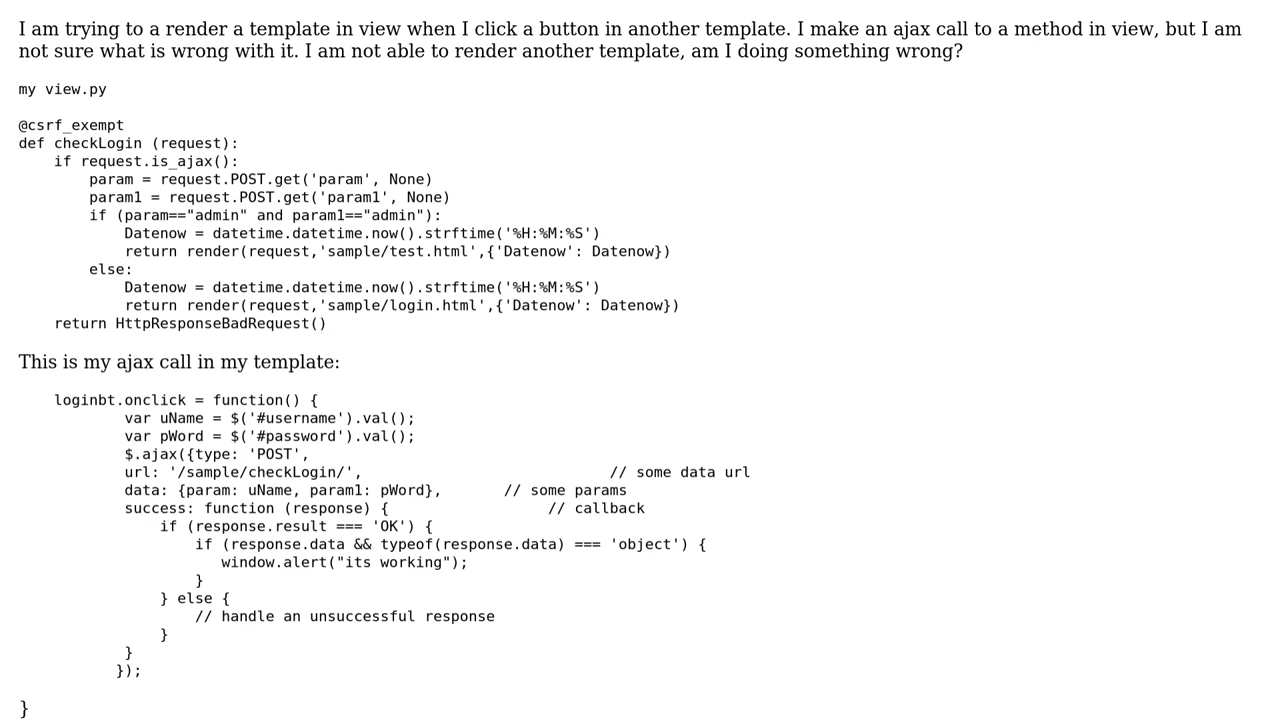 I am trying to a render a template in view when I click a button in another template. I make an ajax call to a method in view, but I am
not sure what is wrong with it. I am not able to render another template, am I doing something wrong?
my view.py
@csrf_exempt
def checkLogin (request):
    if request.is_ajax():
        param = request.POST.get('param', None)
        param1 = request.POST.get('param1', None)
        if (param=="admin" and param1=="admin"):
            Datenow = datetime.datetime.now().strftime('%H:%M:%S')
            return render(request,'sample/test.html',{'Datenow': Datenow})
        else:
            Datenow = datetime.datetime.now().strftime('%H:%M:%S')
            return render(request,'sample/login.html',{'Datenow': Datenow})
    return HttpResponseBadRequest()
This is my ajax call in my template:
    loginbt.onclick = function() {
            var uName = $('#username').val();
            var pWord = $('#password').val();
            $.ajax({type: 'POST',
            url: '/sample/checkLogin/',                            // some data url
            data: {param: uName, param1: pWord},       // some params
            success: function (response) {                  // callback
                if (response.result === 'OK') {
                    if (response.data && typeof(response.data) === 'object') {
                       window.alert("its working");
                    }
                } else {
                    // handle an unsuccessful response
                }
            }
           });
}